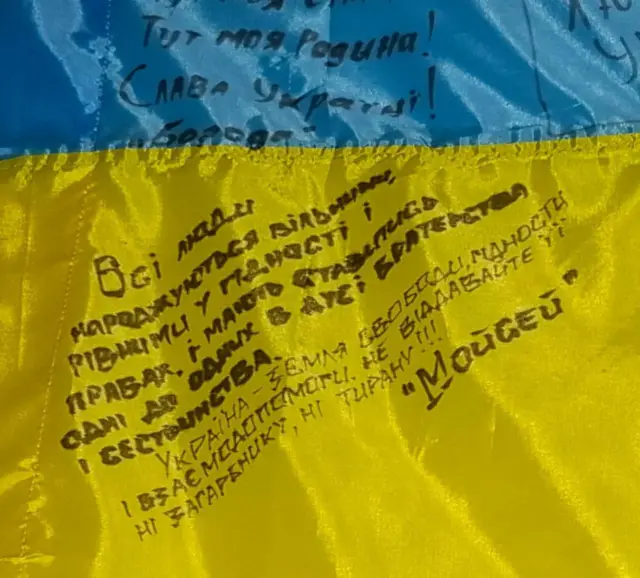 Тут моя Родина!
Слава Україні!
Всі люди
народжуються вільними,
рівними у гідності і
правах, і мають ставитись
одні до одних в дусі братерства
і сестринства.
Україна - земля свободи, гідності
і взаємодопомоги. Не віддавайте її
ні загарбнику, ні тирану!!!
"Мойсей"